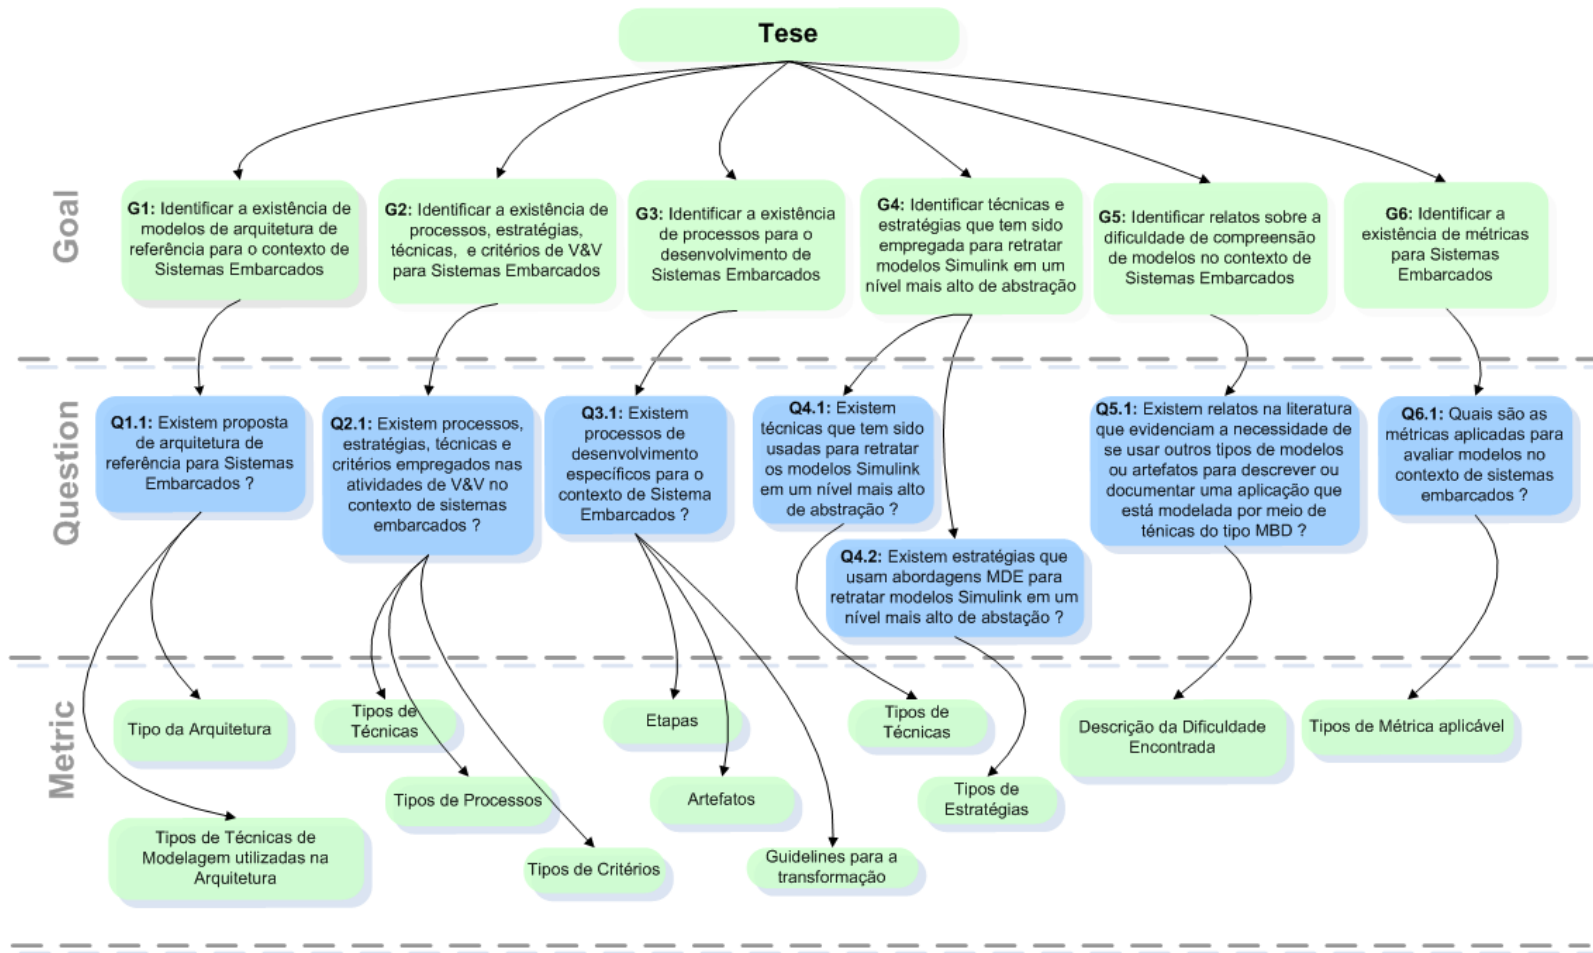 Tese
Goal
G1: Identificar a existência de
modelos de arquitetura de
referência para o contexto de
Sistemas Embarcados
G2: Identificar a existência de
processos, estratégias,
técnicas, e critérios de V&V
para Sistemas Embarcados
G3: Identificar a existência
de processos para o
desenvolvimento de
Sistemas Embarcados
G4: Identificar técnicas e
estratégias que tem sido
empregada para retratar
modelos Simulink em um
nível mais alto de abstração
G5: Identificar relatos sobre a
dificuldade de compreensão
de modelos no contexto de
Sistemas Embarcados
G6: Identificar a
existência de métricas
para Sistemas
Embarcados
Question
Q1.1: Existem proposta
de arquitetura de
referência para Sistemas
Embarcados ?
Q2.1: Existem processos,
estratégias, técnicas e
critérios empregados nas
atividades de V&V no
contexto de sistemas
embarcados ?
Q3.1: Existem
processos de
desenvolvimento
específicos para o
contexto de Sistema
Embarcados ?
Q4.1: Existem
técnicas que tem sido
usadas para retratar
os modelos Simulink
em um nível mais alto
de abstração ?
Q4.2: Existem estratégias que
usam abordagens MDE para
retratar modelos Simulink em um
nível mais alto de abstação ?
Q5.1: Existem relatos na literatura
que evidenciam a necessidade de
se usar outros tipos de modelos
ou artefatos para descrever ou
documentar uma aplicação que
está modelada por meio de
ténicas do tipo MBD ?
Q6.1: Quais são as
métricas aplicadas para
avaliar modelos no
contexto de sistemas
embarcados ?
Metric
Tipo da Arquitetura
Tipos de Técnicas de
Modelagem utilizadas na
Arquitetura
Tipos de
Técnicas
Tipos de Processos
Tipos de Critérios
Etapas
Artefatos
Guidelines para a
transformação
Tipos de
Técnicas
Tipos de
Estratégias
Descrição da Dificuldade
Encontrada
Tipos de Métrica aplicável